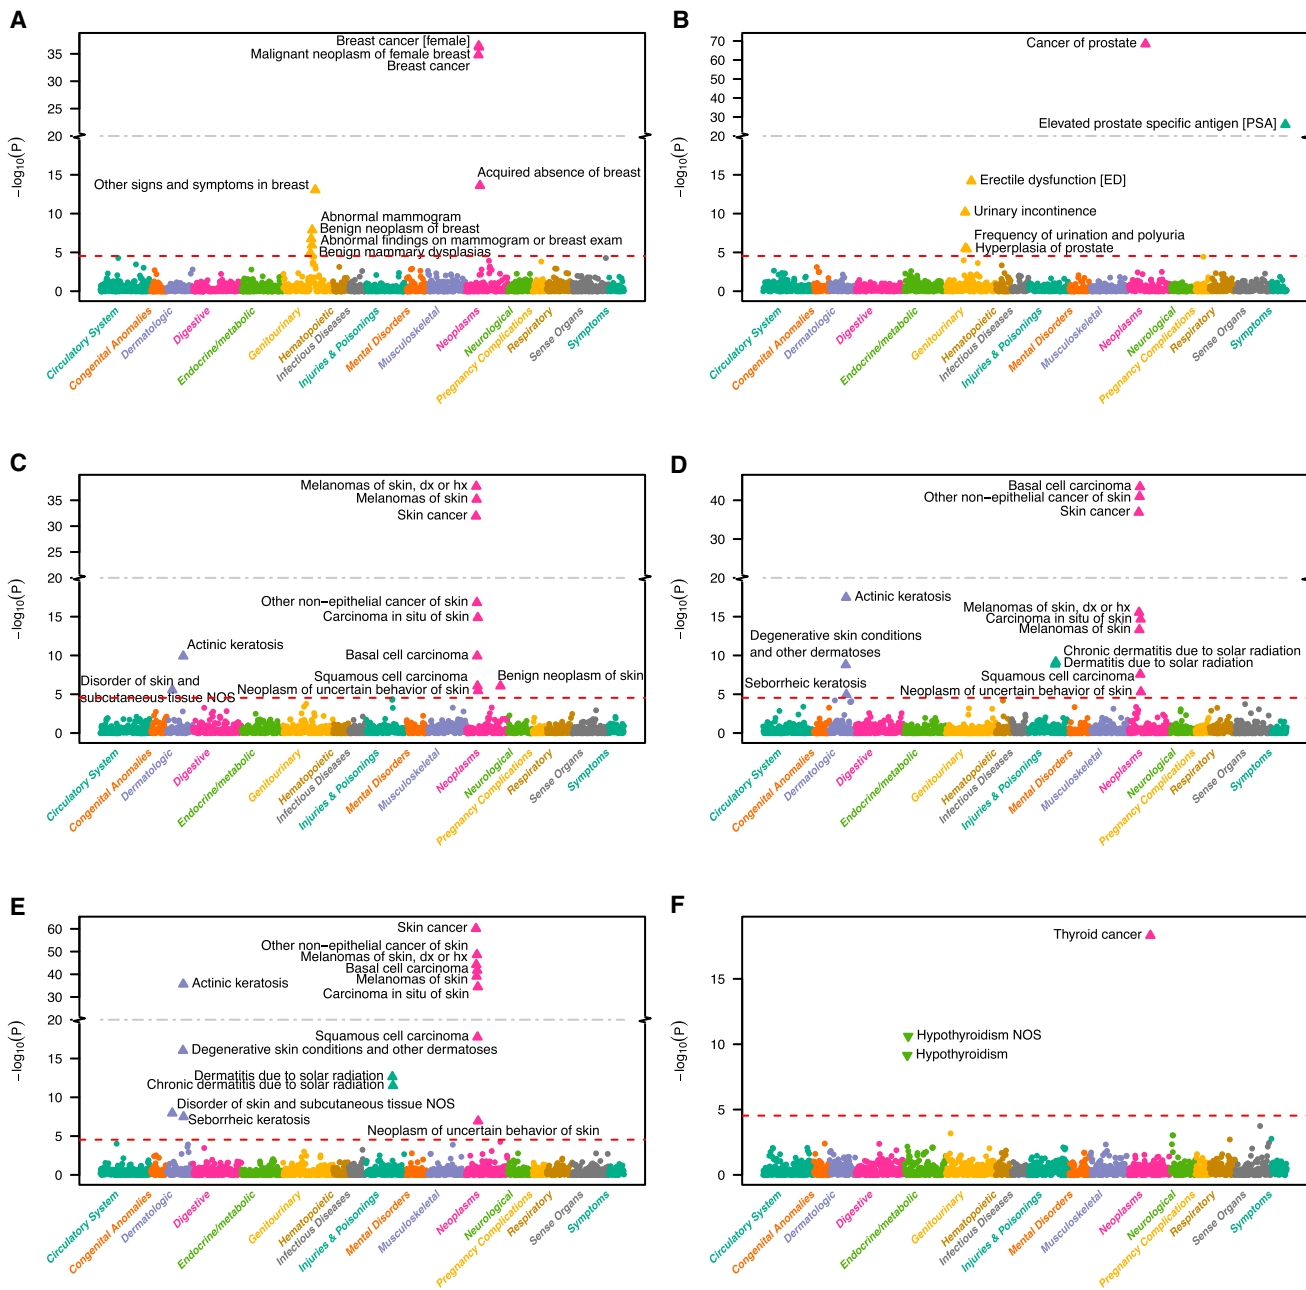 A
Breast cancer [female]
Malignant neoplasm of female breast
Breast cancer
Acquired absence of breast
Other signs and symptoms in breast
Abnormal mammogram
Benign neoplasm of breast
Abnormal findings on mammogram or breast exam
Benign mammary dysplasias
−log10(P)
35
30
25
20
15
10
5
0
Circulatory System
Congenital Anomalies
Dermatologic
Digestive
Endocrine/metabolic
Genitourinary
Hematopoietic
Infectious Diseases
Injuries & Poisonings
Mental Disorders
Musculoskeletal
Neoplasms
Neurological
Pregnancy Complications
Respiratory
Sense Organs
Symptoms
B
Cancer of prostate
Elevated prostate specific antigen [PSA]
Erectile dysfunction [ED]
Urinary incontinence
Frequency of urination and polyuria
Hyperplasia of prostate
−log10(P)
70
60
50
40
30
20
15
10
5
0
Circulatory System
Congenital Anomalies
Dermatologic
Digestive
Endocrine/metabolic
Genitourinary
Hematopoietic
Infectious Diseases
Injuries & Poisonings
Mental Disorders
Musculoskeletal
Neoplasms
Neurological
Pregnancy Complications
Respiratory
Sense Organs
Symptoms
C
Melanomas of skin, dx or hx
Melanomas of skin
Skin cancer
Other non−epithelial cancer of skin
Carcinoma in situ of skin
Actinic keratosis
Basal cell carcinoma
Squamous cell carcinoma
Benign neoplasm of skin
Disorder of skin and
subcutaneous tissue NOS
Neoplasm of uncertain behavior of skin
−log10(P)
35
30
25
20
15
10
5
0
Circulatory System
Congenital Anomalies
Dermatologic
Digestive
Endocrine/metabolic
Genitourinary
Hematopoietic
Infectious Diseases
Injuries & Poisonings
Mental Disorders
Musculoskeletal
Neoplasms
Neurological
Pregnancy Complications
Respiratory
Sense Organs
Symptoms
D
Basal cell carcinoma
Other non−epithelial cancer of skin
Skin cancer
Actinic keratosis
Melanomas of skin, dx or hx
Carcinoma in situ of skin
Melanomas of skin
Degenerative skin conditions
and other dermatoses
Chronic dermatitis due to solar radiation
Dermatitis due to solar radiation
Squamous cell carcinoma
Seborrheic keratosis
Neoplasm of uncertain behavior of skin
−log10(P)
40
30
20
15
10
5
0
Circulatory System
Congenital Anomalies
Dermatologic
Digestive
Endocrine/metabolic
Genitourinary
Hematopoietic
Infectious Diseases
Injuries & Poisonings
Mental Disorders
Musculoskeletal
Neoplasms
Neurological
Pregnancy Complications
Respiratory
Sense Organs
Symptoms
E
Skin cancer
Other non−epithelial cancer of skin
Melanomas of skin, dx or hx
Basal cell carcinoma
Melanomas of skin
Actinic keratosis
Carcinoma in situ of skin
Squamous cell carcinoma
Degenerative skin conditions and other dermatoses
Dermatitis due to solar radiation
Chronic dermatitis due to solar radiation
Disorder of skin and subcutaneous tissue NOS
Seborrheic keratosis
Neoplasm of uncertain behavior of skin
−log10(P)
60
50
40
30
20
15
10
5
0
Circulatory System
Congenital Anomalies
Dermatologic
Digestive
Endocrine/metabolic
Genitourinary
Hematopoietic
Infectious Diseases
Injuries & Poisonings
Mental Disorders
Musculoskeletal
Neoplasms
Neurological
Pregnancy Complications
Respiratory
Sense Organs
Symptoms
F
Thyroid cancer
Hypothyroidism NOS
Hypothyroidism
−log10(P)
15
10
5
0
Circulatory System
Congenital Anomalies
Dermatologic
Digestive
Endocrine/metabolic
Genitourinary
Hematopoietic
Infectious Diseases
Injuries & Poisonings
Mental Disorders
Musculoskeletal
Neoplasms
Neurological
Pregnancy Complications
Respiratory
Sense Organs
Symptoms